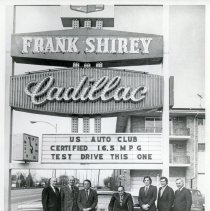 FRANK SHIREY
Cadillac
US AUTO CLUB
CERTIFIED 16.5 MPG
TEST DRIVE THIS ONE